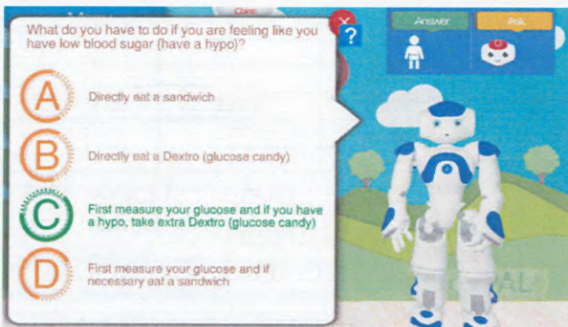 Answer
Ask
?
What do you have to do if you are feeling like you
have low blood sugar (have a hypo)?
A
Directly eat a sandwich
B
Directly eat a Dextro (glucose candy)
C
First measure your glucose and if you have
a hypo, take extra Dextro (glucose candy)
D
First measure your glucose and if
necessary eat a sandwich
PAL